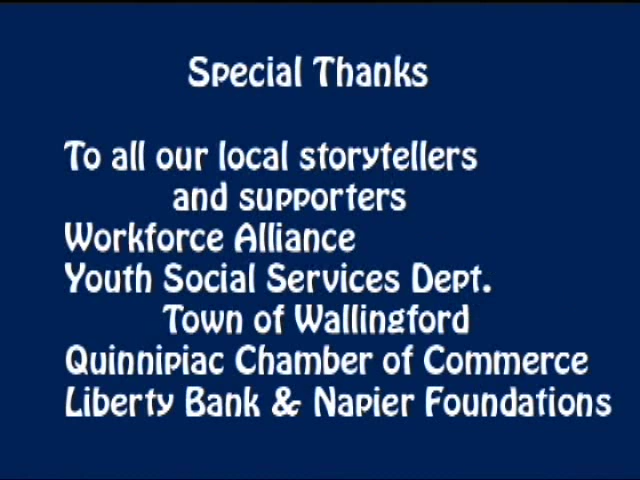 Special Thanks
To all our local storytellers
and supporters
Workforce Alliance
Youth Social Services Dept.
Town of Wallingford
Quinnipiac Chamber of Commerce
Liberty Bank & Napier Foundations